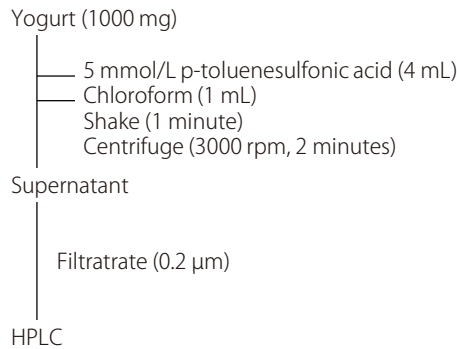 Yogurt (1000 mg)
5 mmol/L p-toluenesulfonic acid (4 mL)
Chloroform (1 mL)
Shake (1 minute)
Centrifuge (3000 rpm, 2 minutes)
Supernatant
Filtratrate (0.2 μm)
HPLC